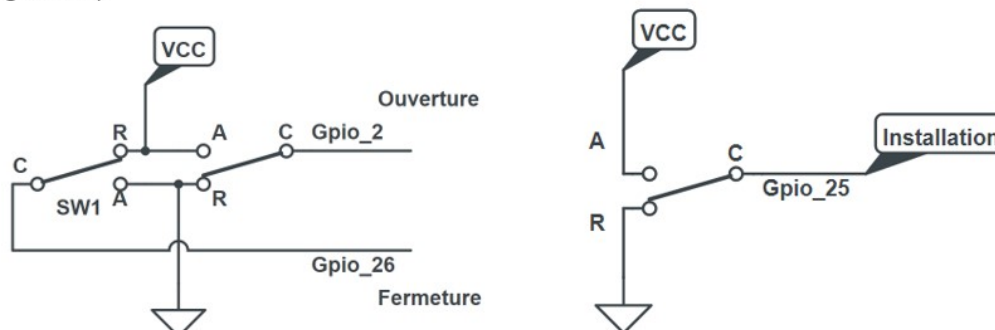 VCC
Ouverture
R A C Gpio_2
C
SW1 A R
Gpio_26
Fermeture
VCC
A
C
Installation
Gpio_25
R